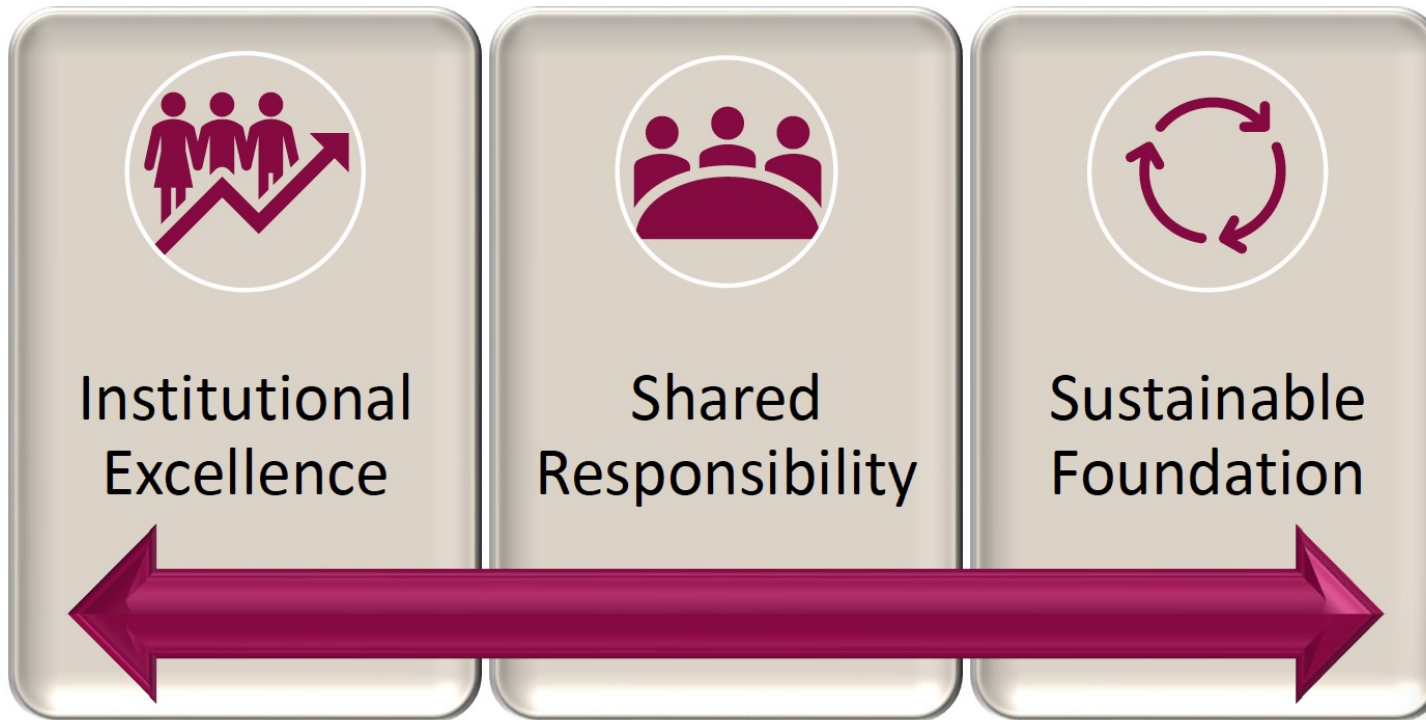 Institutional
Excellence
Shared
Responsibility
Sustainable
Foundation